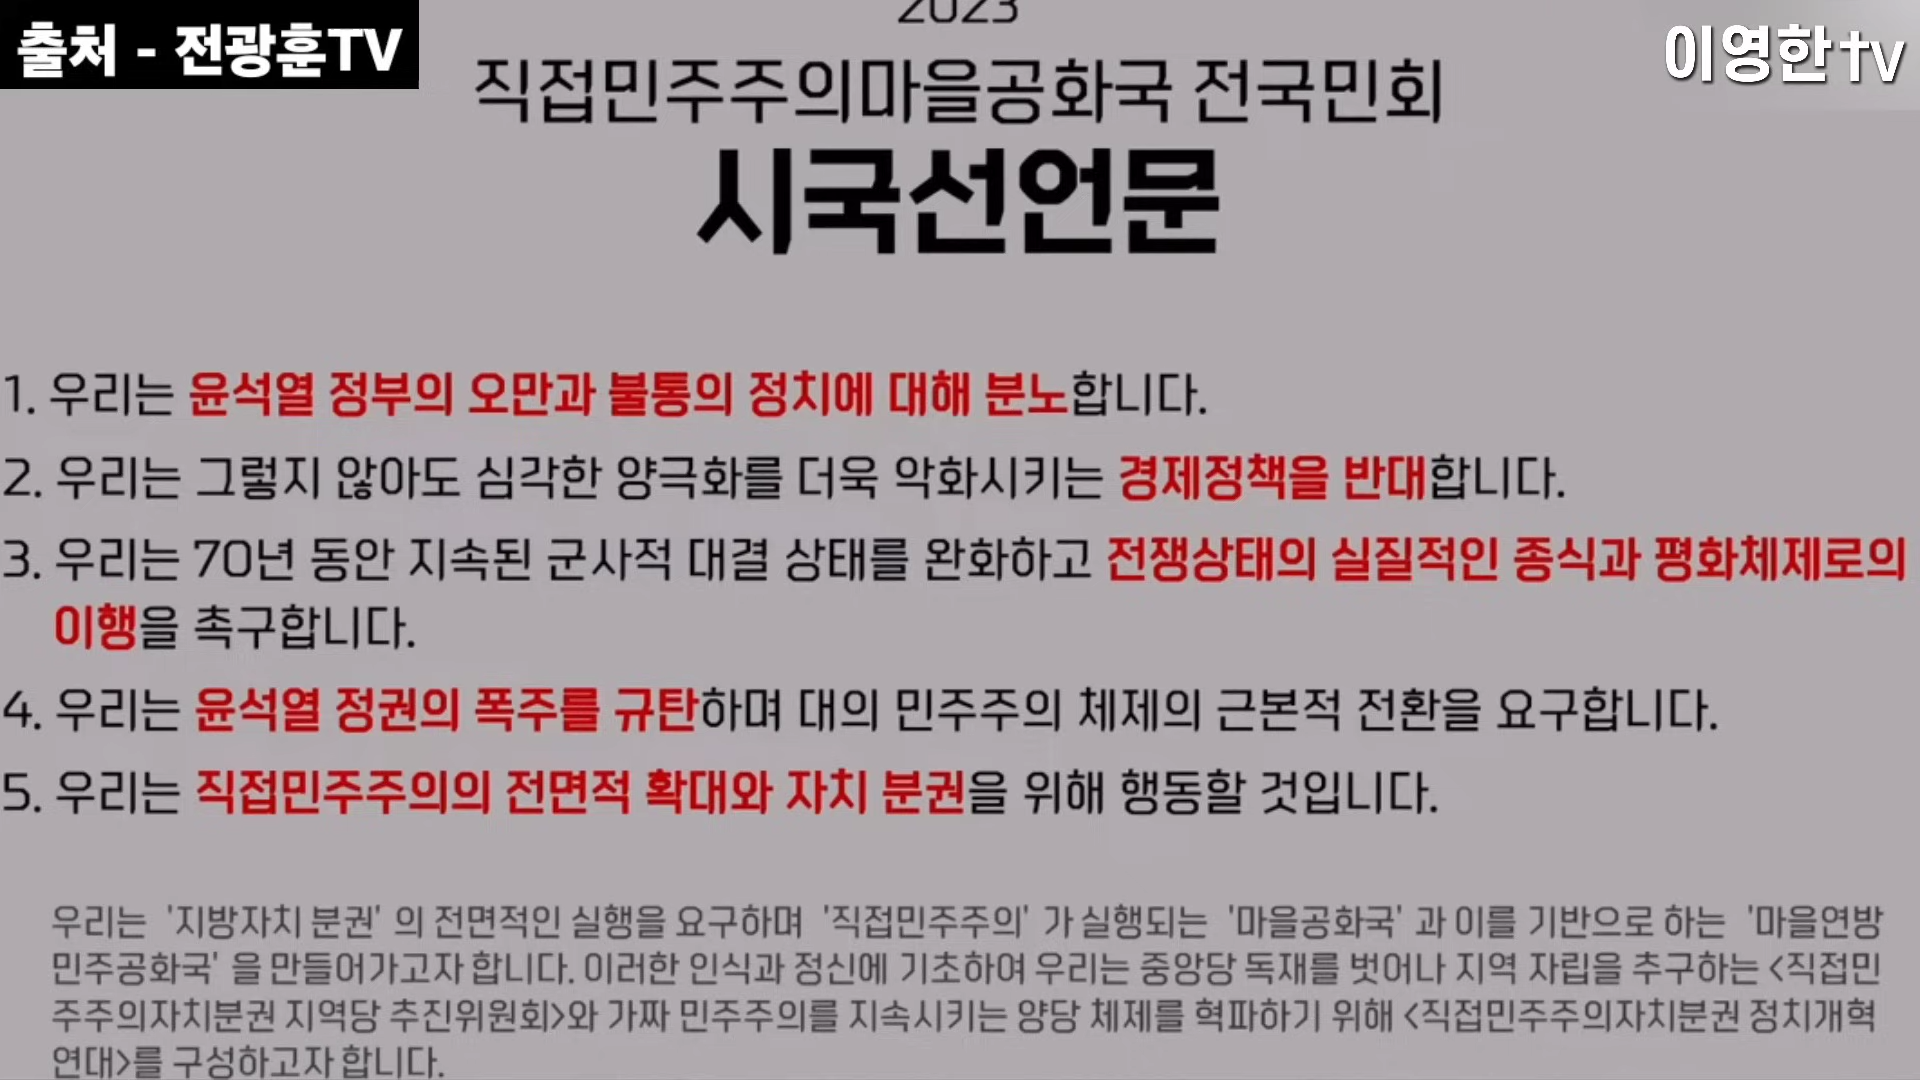 출처 - 전광훈TV
이영한tv
2023
직접민주주의마을공화국 전국민회
시국선언문
1. 우리는 윤석열 정부의 오만과 불통의 정치에 대해 분노합니다.
2. 우리는 그렇지 않아도 심각한 양극화를 더욱 악화시키는 경제정책을 반대합니다.
3. 우리는 70년 동안 지속된 군사적 대결 상태를 완화하고 전쟁상태의 실질적인 종식과 평화체제로의
이행을 촉구합니다.
4. 우리는 윤석열 정권의 폭주를 규탄하며 대의 민주주의 체제의 근본적 전환을 요구합니다.
5. 우리는 직접민주주의의 전면적 확대와 자치 분권을 위해 행동할 것입니다.
우리는 '지방자치 분권' 의 전면적인 실행을 요구하며 '직접민주주의' 가 실행되는 '마을공화국' 과 이를 기반으로 하는 '마을연방
민주공화국' 을 만들어가고자 합니다. 이러한 인식과 정신에 기초하여 우리는 중앙당 독재를 벗어나 지역 자립을 추구하는 <직접민
주주의자치분권 지역당 추진위원회>와 가짜 민주주의를 지속시키는 양당 체제를 혁파하기 위해 <직접민주주의자치분권 정치개혁
연대>를 구성하고자 합니다.